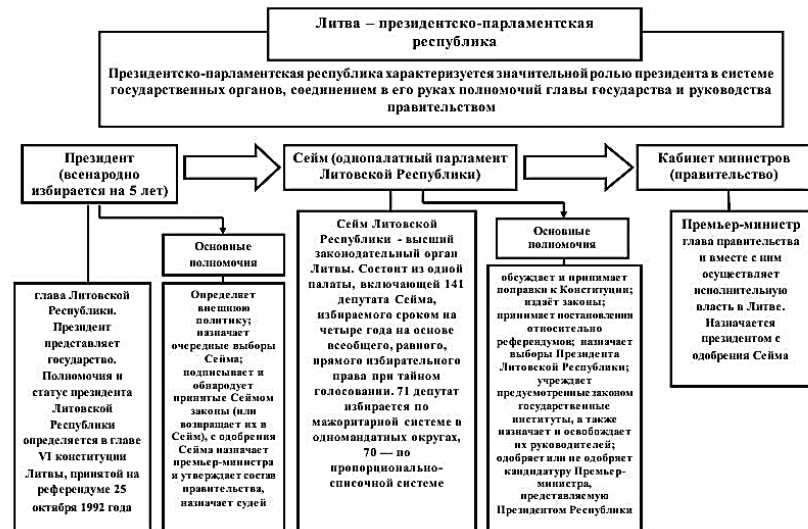 Литва – президентско-парламентская
республика
Президентско-парламентская республика характеризуется значительной ролью президента в системе
государственных органов, соединением в его руках полномочий главы государства и руководства
правительством
Президент
(всенародно
избирается на 5 лет)
Сейм (однопалатный парламент
Литовской Республики)
Кабинет министров
(правительство)
глава Литовской
Республики.
Президент
представляет
государство.
Полномочия и
статус президента
Литовской
Республики
определяется в главе
VI конституции
Литвы, принятой на
референдуме 25
октября 1992 года
Основные
полномочия
Определяет
внешнюю
политику;
назначает
очередные выборы
Сейма;
подписывает и
обнародует
принятые Сеймом
законы (или
возвращает их в
Сейм), с одобрения
Сейма назначает
премьер-министра
и утверждает состав
правительства,
назначает судей
Сейм Литовской
Республики - высший
законодательный орган
Литвы. Состоит из одной
палаты, включающей 141
депутата Сейма,
избираемого сроком на
четыре года на основе
всеобщего, равного,
прямого избирательного
права при тайном
голосовании. 71 депутат
избирается по
мажоритарной системе в
одномандатных округах,
70 — по
пропорционально-
списочной системе
Основные
полномочия
обсуждает и принимает
поправки к Конституции;
издаёт законы;
принимает постановления
относительно
референдумов; назначает
выборы Президента
Литовской Республики;
учреждает
предусмотренные законом
государственные
институты, а также
назначает и освобождает
их руководителей;
одобряет или не одобряет
кандидатуру Премьер-
министра,
представляемую
Президентом Республики
Премьер-министр
глава правительства
и вместе с ним
осуществляет
исполнительную
власть в Литве.
Назначается
президентом с
одобрения Сейма